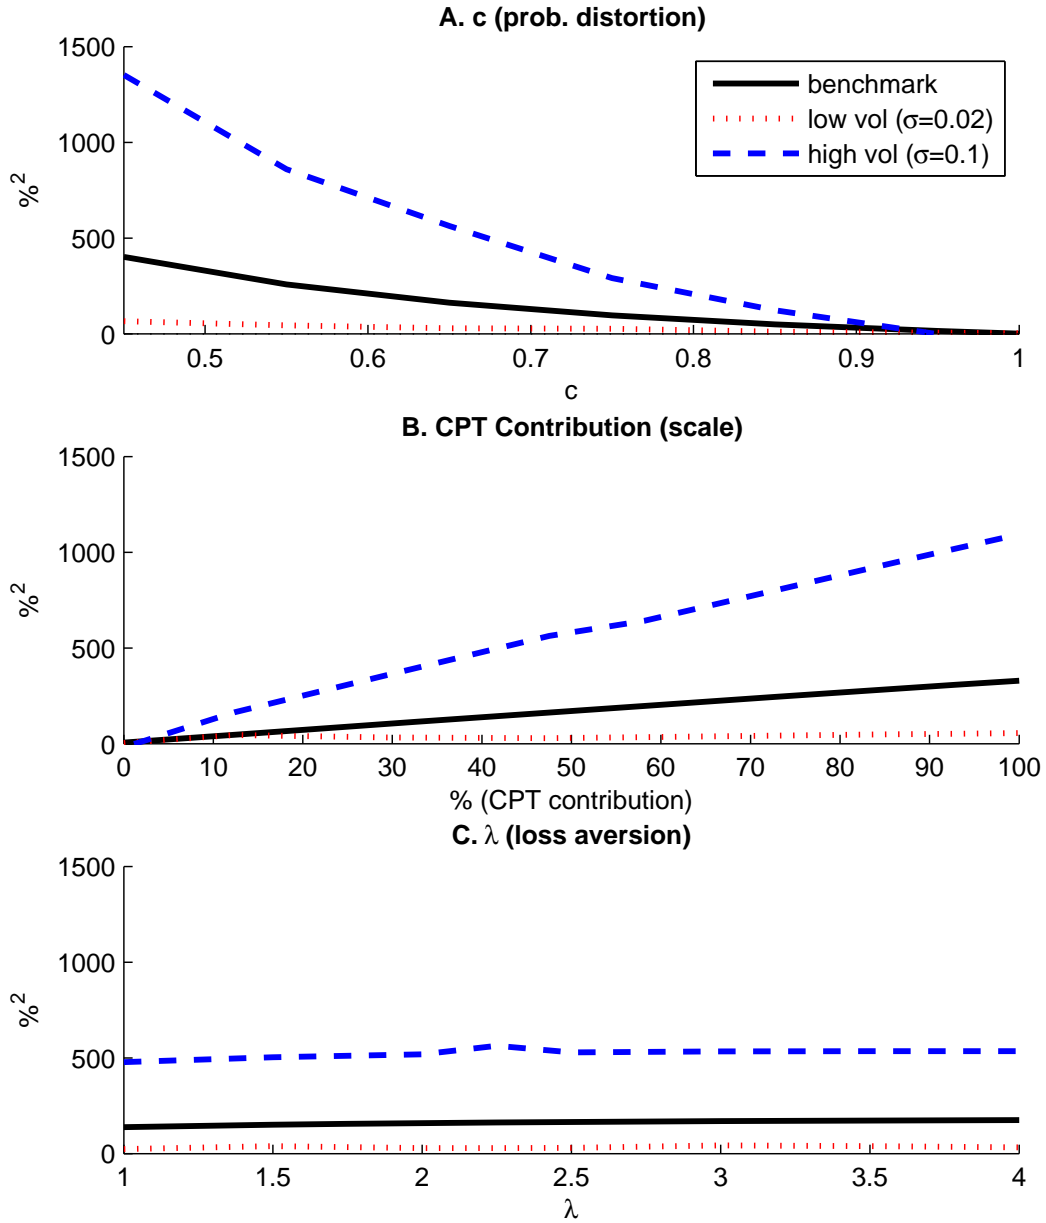 A. c (prob. distortion)
1500
1000
500
0
%²
benchmark
low vol (σ=0.02)
high vol (σ=0.1)
0.5 0.6 0.7 0.8 0.9 1
c
B. CPT Contribution (scale)
1500
1000
500
0
%²
0 10 20 30 40 50 60 70 80 90 100
% (CPT contribution)
C. λ (loss aversion)
1500
1000
500
0
%²
1 1.5 2 2.5 3 3.5 4
λ